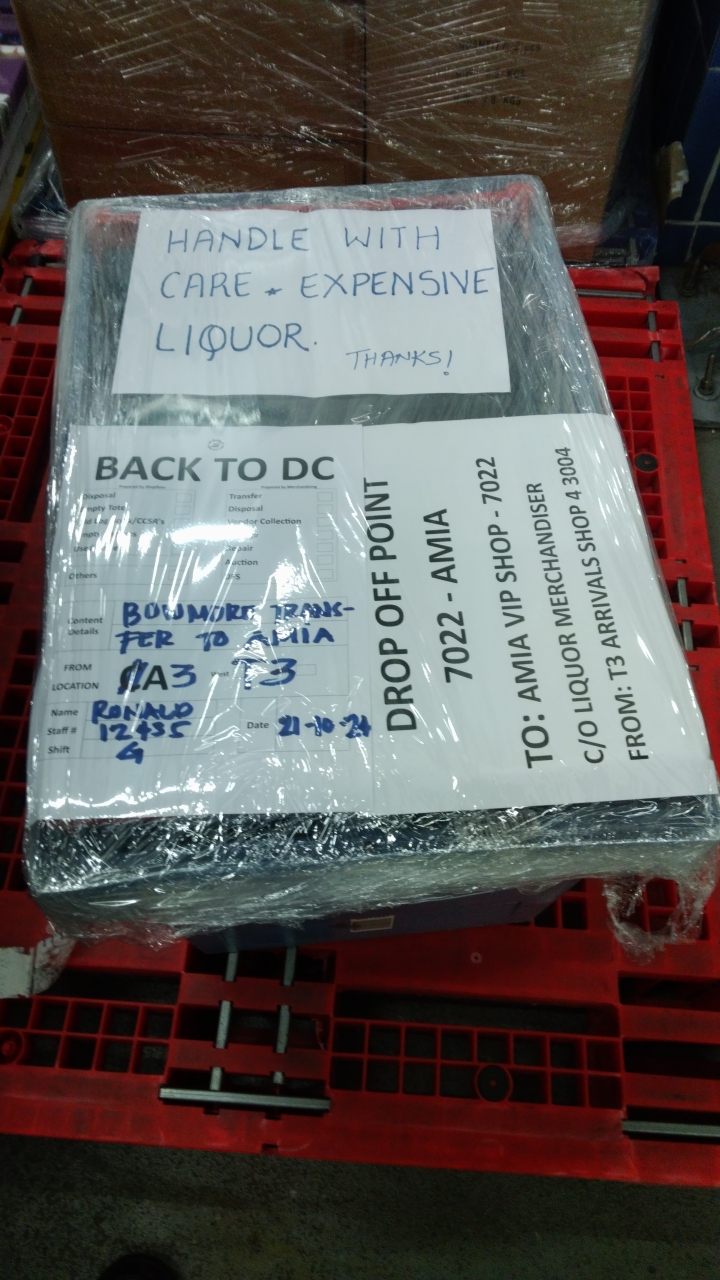 HANDLE WITH
CARE * EXPENSIVE
LIQUOR.
THANKS!
BACK TO DC
Disposal
Others
Transfer
Disposal
Vendor Collection
Auction
Content Details
BOWMORE TRANS-
FER TO AMIA
FROM
LOCATION
A3 T3
Name RONALD
Staff # 12435
Shift G
Date 21-10-24
DROP OFF POINT
7022 - AMIA
TO: AMIA VIP SHOP - 7022
C/O LIQUOR MERCHANDISER
FROM: T3 ARRIVALS SHOP 4 3004